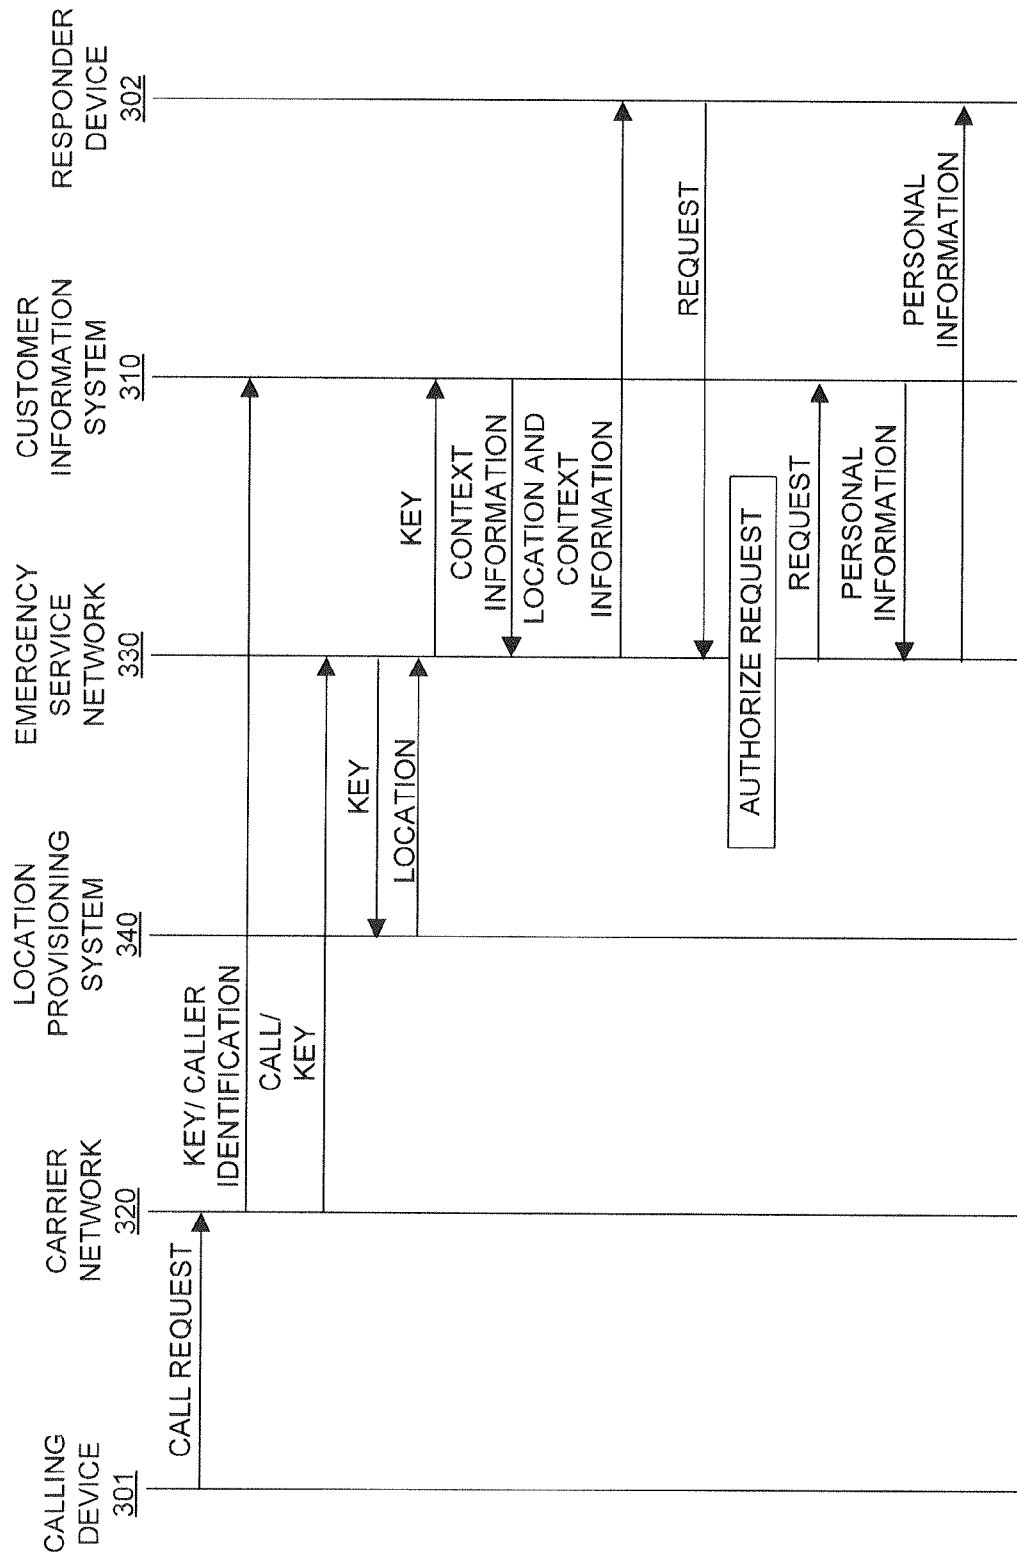 CALLING
DEVICE
301
CARRIER
NETWORK
320
LOCATION
PROVISIONING
SYSTEM
340
EMERGENCY
SERVICE
NETWORK
330
CUSTOMER
INFORMATION
SYSTEM
310
RESPONDER
DEVICE
302
CALL REQUEST
KEY/ CALLER
IDENTIFICATION
CALL/
KEY
KEY
LOCATION
KEY
CONTEXT
INFORMATION
LOCATION AND
CONTEXT
INFORMATION
REQUEST
AUTHORIZE REQUEST
REQUEST
PERSONAL
INFORMATION
PERSONAL
INFORMATION